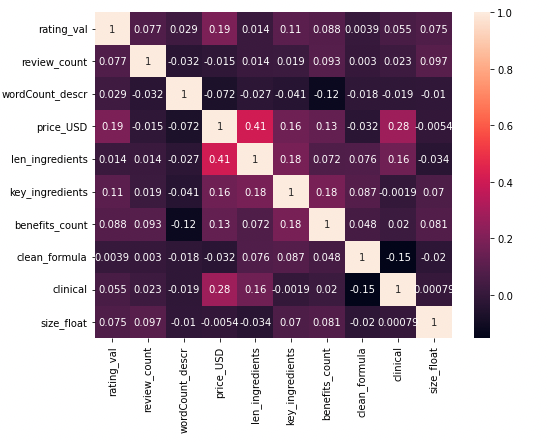 rating_val 1 0.077 0.029 0.19 0.014 0.11 0.088 0.0039 0.055 0.075
review_count 0.077 1 -0.032 -0.015 0.014 0.019 0.093 0.003 0.023 0.097
wordCount_descr 0.029 -0.032 1 -0.072 -0.027 -0.041 -0.12 -0.018 -0.019 -0.01
price_USD 0.19 -0.015 -0.072 1 0.41 0.16 0.13 -0.032 0.28 -0.0054
len_ingredients 0.014 0.014 -0.027 0.41 1 0.18 0.072 0.076 0.16 -0.034
key_ingredients 0.11 0.019 -0.041 0.16 0.18 1 0.18 0.087 -0.0019 0.07
benefits_count 0.088 0.093 -0.12 0.13 0.072 0.18 1 0.048 0.02 0.081
clean_formula 0.0039 0.003 -0.018 -0.032 0.076 0.087 0.048 1 -0.15 -0.02
clinical 0.055 0.023 -0.019 0.28 0.16 -0.0019 0.02 -0.15 1 0.00079
size_float 0.075 0.097 -0.01 -0.0054 -0.034 0.07 0.081 -0.02 0.00079 1
rating_val
review_count
wordCount_descr
price_USD
len_ingredients
key_ingredients
benefits_count
clean_formula
clinical
size_float
1.0
0.8
0.6
0.4
0.2
0.0